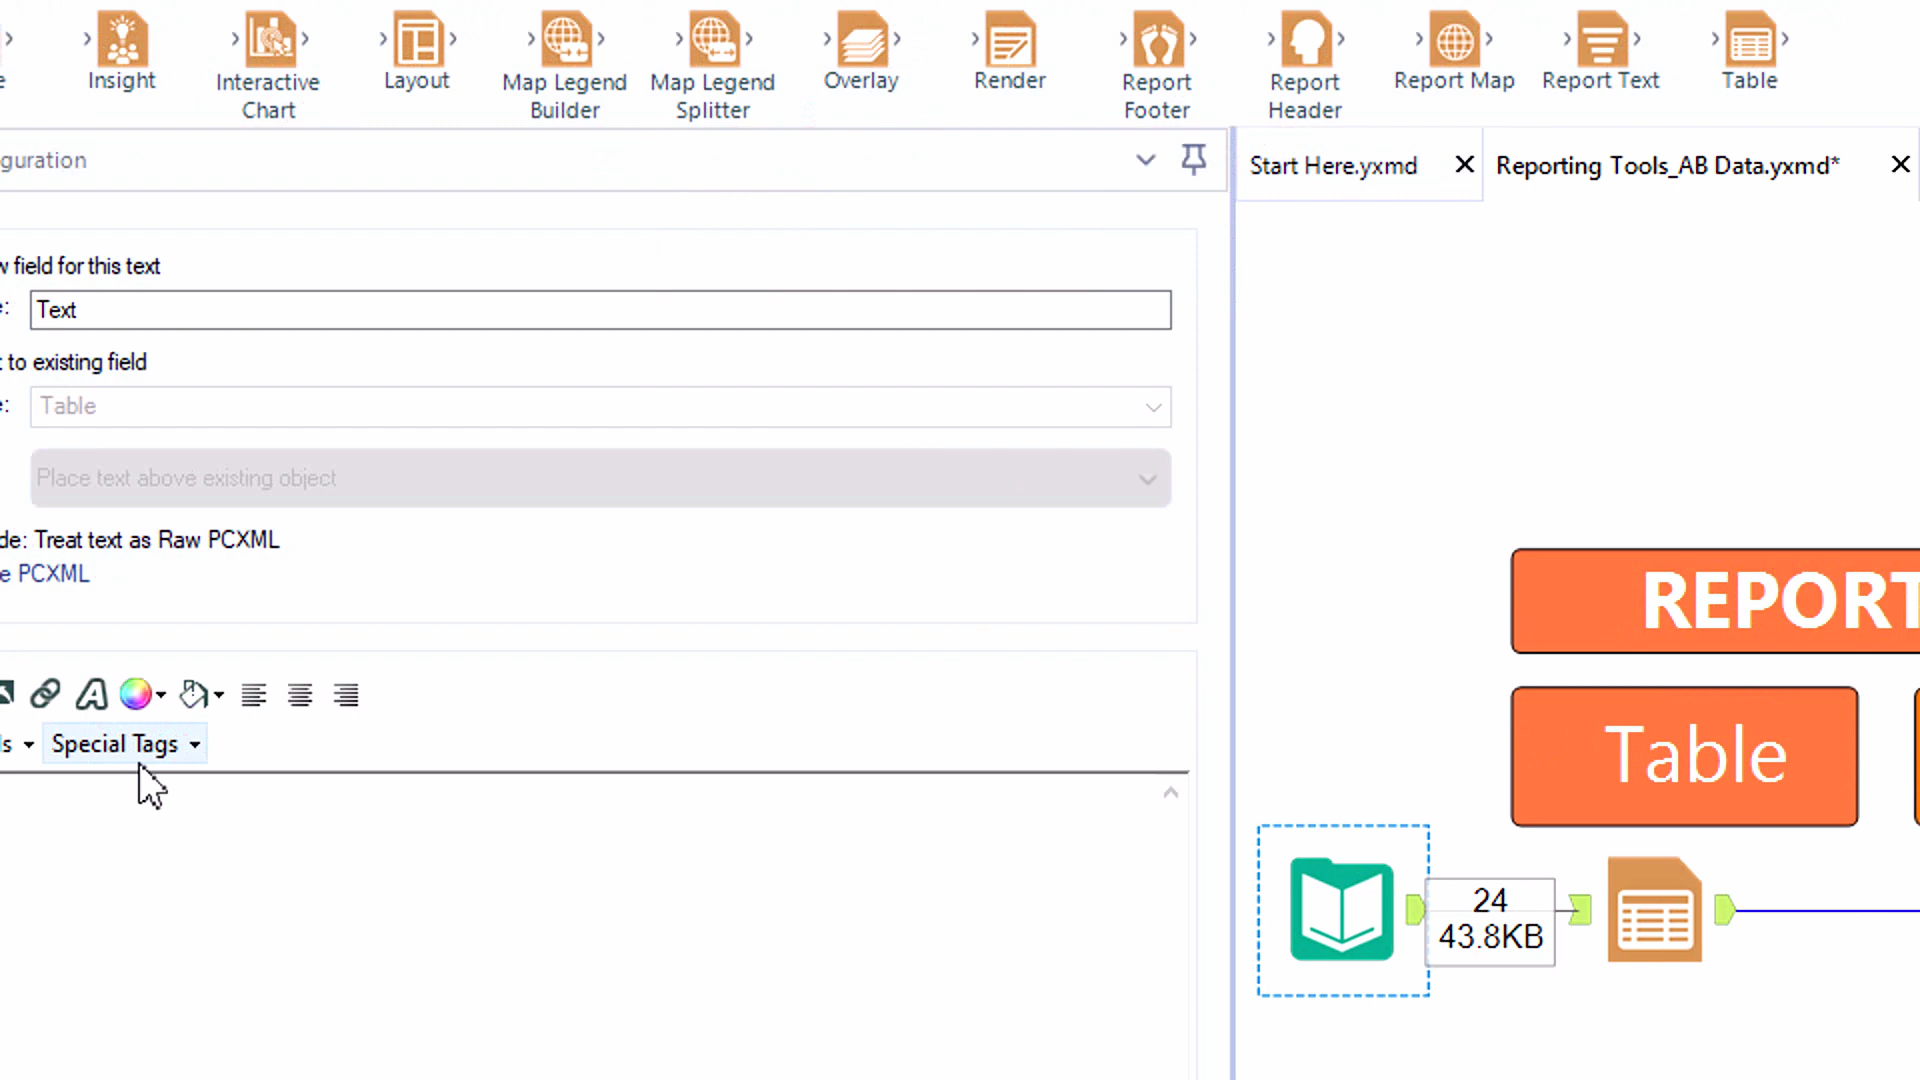 e
Insight
Interactive Chart
Layout
Map Legend Builder
Map Legend Splitter
Overlay
Render
Report Footer
Report Header
Report Map
Report Text
Table
guration
Start Here.yxmd
Reporting Tools_AB Data.yxmd*
w field for this text
e:
Text
t to existing field
e:
Table
Place text above existing object
de: Treat text as Raw PCXML
e PCXML
ls
Special Tags
REPORT
Table
24
43.8KB